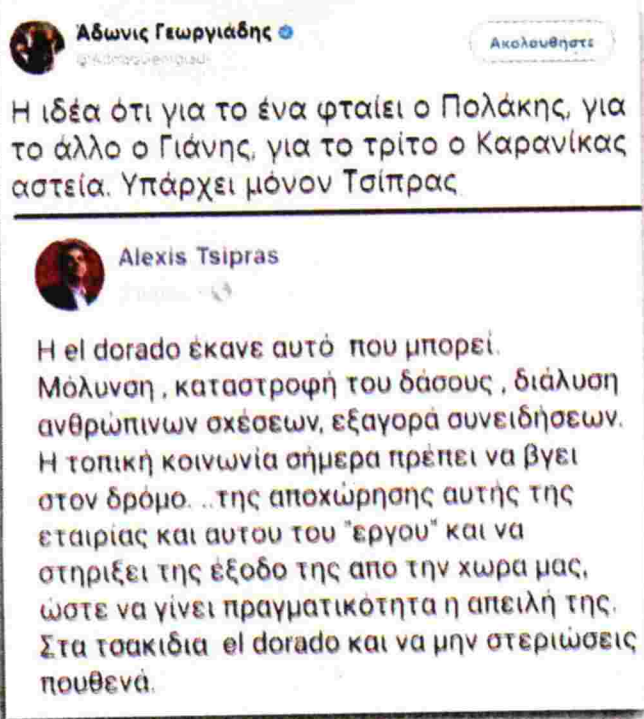 Άδωνις Γεωργιάδης
Ακολουθήστε
Η ιδέα ότι για το ένα φταίει ο Πολάκης, για
το άλλο ο Γιάνης, για το τρίτο ο Καρανίκας
αστεία. Υπάρχει μόνον Τσίπρας
Alexis Tsipras
Η el dorado έκανε αυτό που μπορεί.
Μόλυνση , καταστροφή του δάσους , διάλυση
ανθρώπινων σχέσεων, εξαγορά συνειδήσεων.
Η τοπική κοινωνία σήμερα πρέπει να βγει
στον δρόμο. ..της αποχώρησης αυτής της
εταιρίας και αυτου του "εργου" και να
στηριξει της έξοδο της απο την χωρα μας,
ώστε να γίνει πραγματικότητα η απειλή της.
Στα τσακιδια el dorado και να μην στεριώσεις
πουθενά.